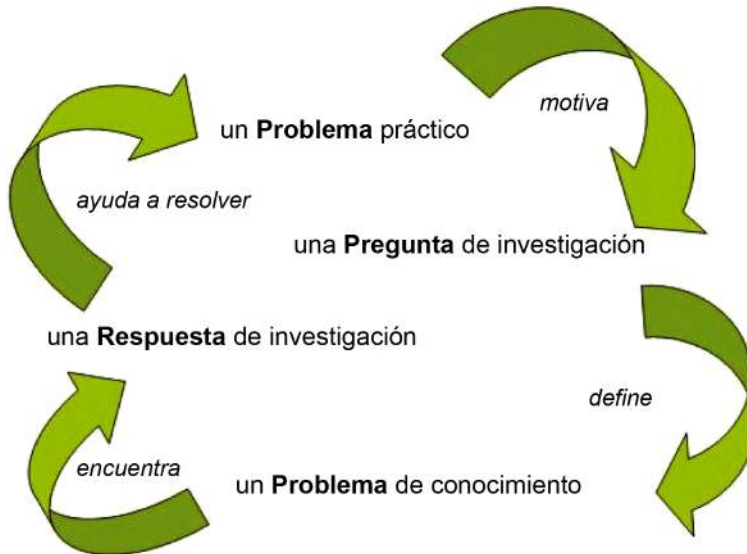 un Problema práctico
motiva
ayuda a resolver
una Pregunta de investigación
una Respuesta de investigación
define
encuentra
un Problema de conocimiento